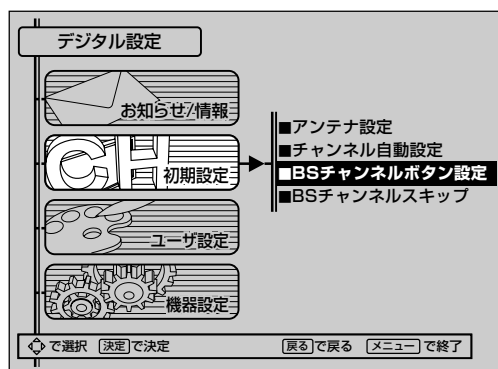 デジタル設定
お知らせ/情報
CH
初期設定
■アンテナ設定
■チャンネル自動設定
■BSチャンネルボタン設定
■BSチャンネルスキップ
ユーザ設定
機器設定
で選択 決定で決定 戻るで戻る メニューで終了